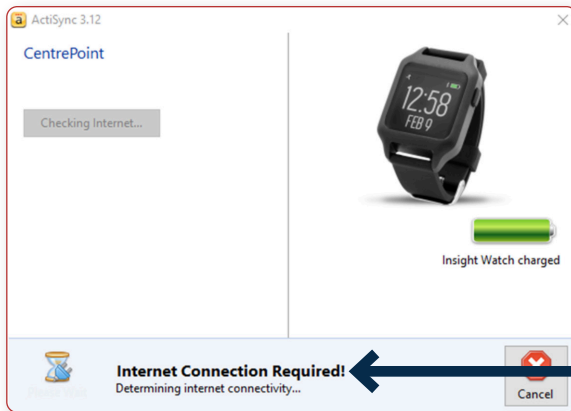 ActiSync 3.12
CentrePoint
Checking Internet...
12:58
FEB 9
Insight Watch charged
Internet Connection Required!
Determining internet connectivity...
Cancel